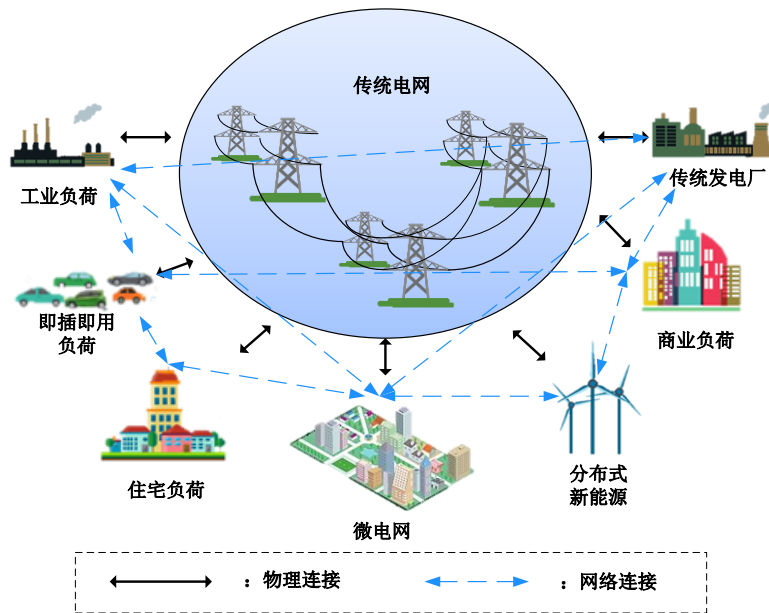 传统电网
工业负荷
传统发电厂
即插即用
负荷
商业负荷
住宅负荷
分布式
新能源
微电网
：物理连接
：网络连接